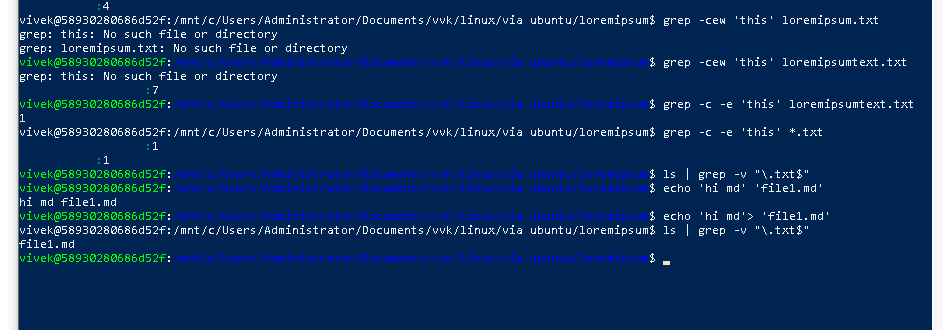 :4
vivek@58930280686d52f:/mnt/c/Users/Administrator/Documents/vvk/linux/via ubuntu/loremipsum$ grep -cew 'this' loremipsum.txt
grep: this: No such file or directory
grep: loremipsum.txt: No such file or directory
vivek@58930280686d52f:/mnt/c/Users/Administrator/Documents/vvk/linux/via ubuntu/loremipsum$ grep -cew 'this' loremipsumtext.txt
grep: this: No such file or directory
:7
vivek@58930280686d52f:/mnt/c/Users/Administrator/Documents/vvk/linux/via ubuntu/loremipsum$ grep -c -e 'this' loremipsumtext.txt
1
vivek@58930280686d52f:/mnt/c/Users/Administrator/Documents/vvk/linux/via ubuntu/loremipsum$ grep -c -e 'this' *.txt
:1
:1
vivek@58930280686d52f:/mnt/c/Users/Administrator/Documents/vvk/linux/via ubuntu/loremipsum$ ls | grep -v "\.txt$"
vivek@58930280686d52f:/mnt/c/Users/Administrator/Documents/vvk/linux/via ubuntu/loremipsum$ echo 'hi md' 'file1.md'
hi md file1.md
vivek@58930280686d52f:/mnt/c/Users/Administrator/Documents/vvk/linux/via ubuntu/loremipsum$ echo 'hi md'> 'file1.md'
vivek@58930280686d52f:/mnt/c/Users/Administrator/Documents/vvk/linux/via ubuntu/loremipsum$ ls | grep -v "\.txt$"
file1.md
vivek@58930280686d52f:/mnt/c/Users/Administrator/Documents/vvk/linux/via ubuntu/loremipsum$